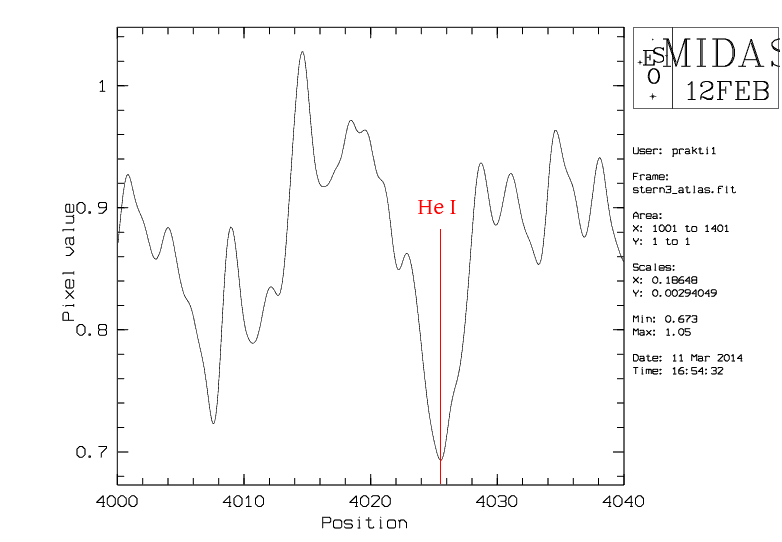 ESO
MIDAS
12FEB
User: prakti1
Frame:
stern3_atlas.fit
Area:
X: 1001 to 1401
Y: 1 to 1
Scales:
X: 0.18648
Y: 0.00294049
Min: 0.673
Max: 1.05
Date: 11 Mar 2014
Time: 16:54:32
He I
Pixel value
1
0.9
0.8
0.7
4000 4010 4020 4030 4040
Position